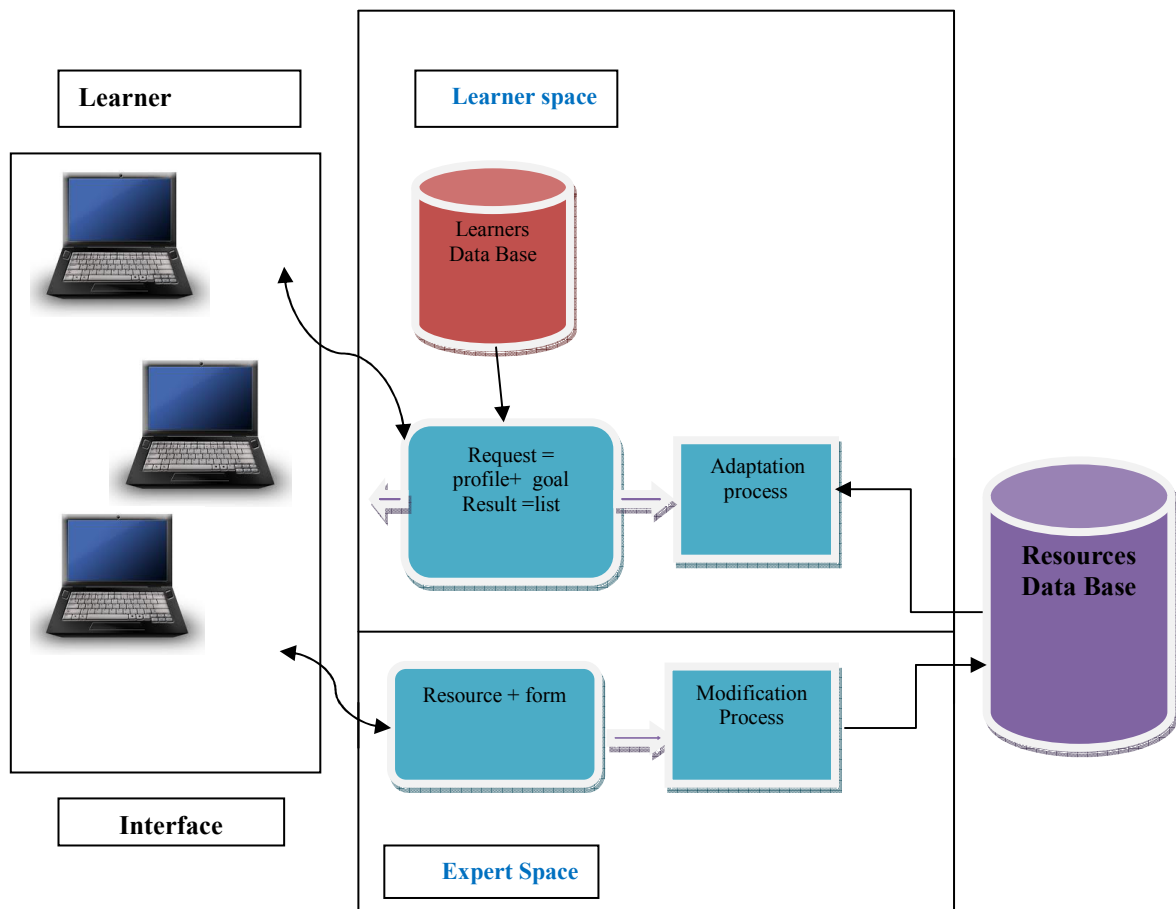 Learner
Learner space
Learners
Data Base
Request =
profile+ goal
Result =list
Adaptation
process
Resources
Data Base
Resource + form
Modification
Process
Interface
Expert Space